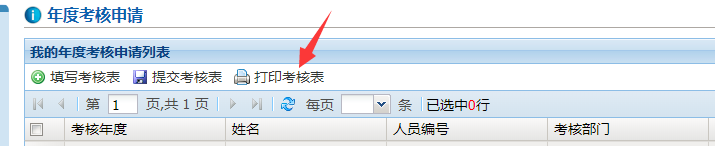 年度考核申请
我的年度考核申请列表
填写考核表 提交考核表 打印考核表
第 1 页,共 1 页 每页 条 已选中0行
考核年度 姓名 人员编号 考核部门